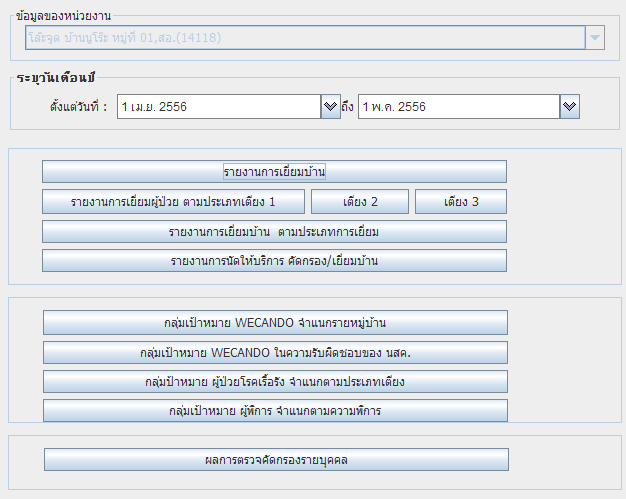 ข้อมูลของหน่วยงาน
โล๊ะจูด บ้านบูโร๊ะ หมู่ที่ 01,สอ.(14118)
ระบุวันเดือนปี
ตั้งแต่วันที่ : 1 เม.ย. 2556 ถึง 1 พ.ค. 2556
รายงานการเยี่ยมบ้าน
รายงานการเยี่ยมผู้ป่วย ตามประเภทเตียง 1 เตียง 2 เตียง 3
รายงานการเยี่ยมบ้าน ตามประเภทการเยี่ยม
รายงานการนัดให้บริการ คัดกรอง/เยี่ยมบ้าน
กลุ่มเป้าหมาย WECANDO จำแนกรายหมู่บ้าน
กลุ่มเป้าหมาย WECANDO ในความรับผิดชอบของ นสค.
กลุ่มป้าหมาย ผู้ป่วยโรคเรื้อรัง จำแนกตามประเภทเตียง
กลุ่มเป้าหมาย ผู้พิการ จำแนกตามความพิการ
ผลการตรวจคัดกรองรายบุคคล